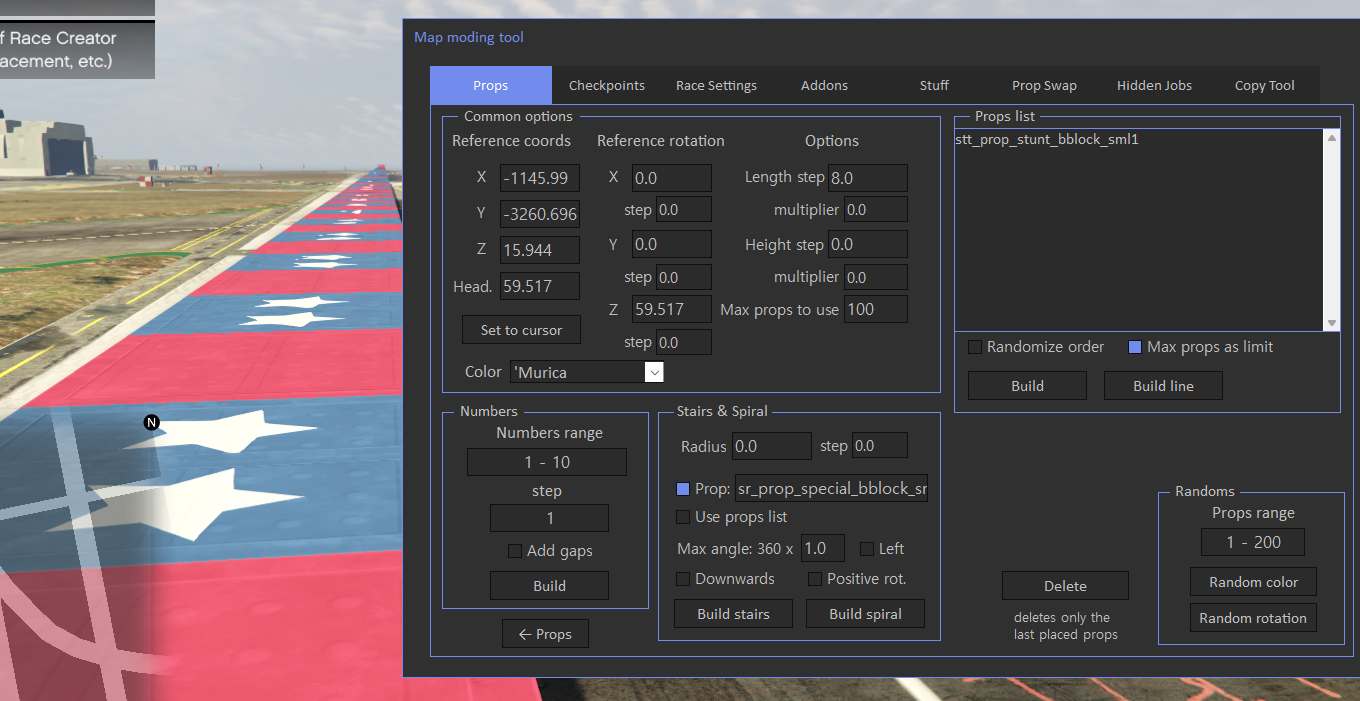 f Race Creator
acement, etc.)
Map moding tool
Props
Checkpoints
Race Settings
Addons
Stuff
Prop Swap
Hidden Jobs
Copy Tool
Common options
Reference coords
Reference rotation
Options
X -1145.99
Y -3260.696
Z 15.944
Head. 59.517
Set to cursor
X 0.0
step 0.0
Y 0.0
step 0.0
Z 59.517
step 0.0
Length step 8.0
multiplier 0.0
Height step 0.0
multiplier 0.0
Max props to use 100
Color 'Murica
Props list
stt_prop_stunt_bblock_sml1
Randomize order
Max props as limit
Build
Build line
Numbers
Numbers range
1 - 10
step
1
Add gaps
Build
← Props
Stairs & Spiral
Radius 0.0 step 0.0
Prop: sr_prop_special_bblock_sr
Use props list
Max angle: 360 x 1.0 Left
Downwards
Positive rot.
Build stairs
Build spiral
Delete
deletes only the
last placed props
Randoms
Props range
1 - 200
Random color
Random rotation
N